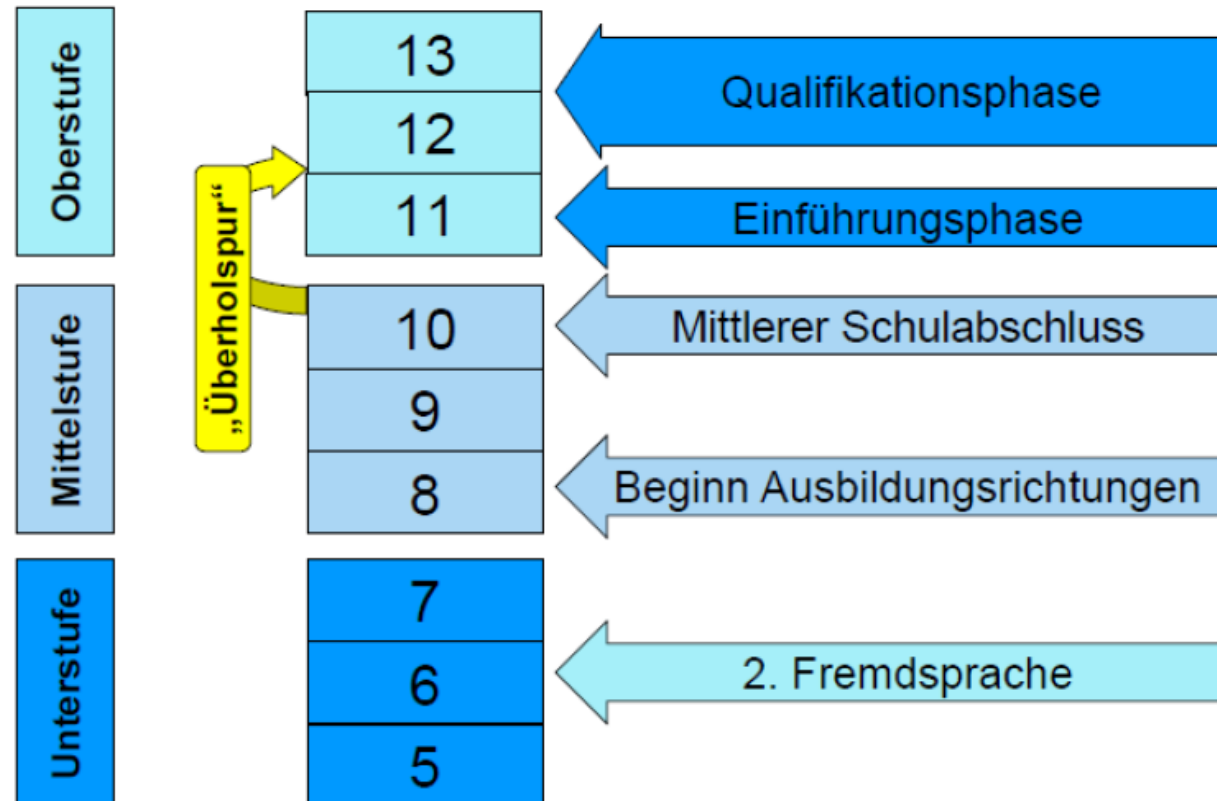 Oberstufe
13
Qualifikationsphase
12
11
Einführungsphase
„Überholspur“
Mittelstufe
10
Mittlerer Schulabschluss
9
8
Beginn Ausbildungsrichtungen
Unterstufe
7
6
2. Fremdsprache
5